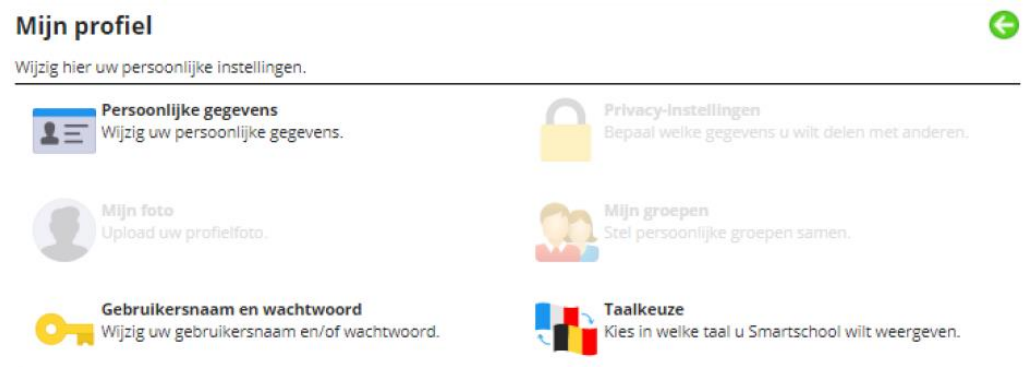 Mijn profiel
Wijzig hier uw persoonlijke instellingen.
Persoonlijke gegevens
Wijzig uw persoonlijke gegevens.
Privacy-instellingen
Bepaal welke gegevens u wilt delen met anderen.
Mijn foto
Upload uw profielfoto.
Mijn groepen
Stel persoonlijke groepen samen.
Gebruikersnaam en wachtwoord
Wijzig uw gebruikersnaam en/of wachtwoord.
Taalkeuze
Kies in welke taal u Smartschool wilt weergeven.